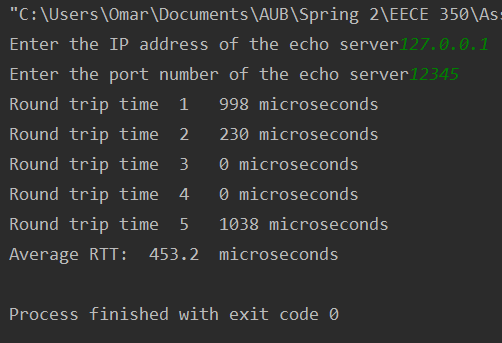 "C:\Users\Omar\Documents\AUB\Spring 2\EECE 350\Ass
Enter the IP address of the echo server127.0.0.1
Enter the port number of the echo server12345
Round trip time  1   998 microseconds
Round trip time  2   230 microseconds
Round trip time  3   0 microseconds
Round trip time  4   0 microseconds
Round trip time  5   1038 microseconds
Average RTT:  453.2  microseconds
Process finished with exit code 0